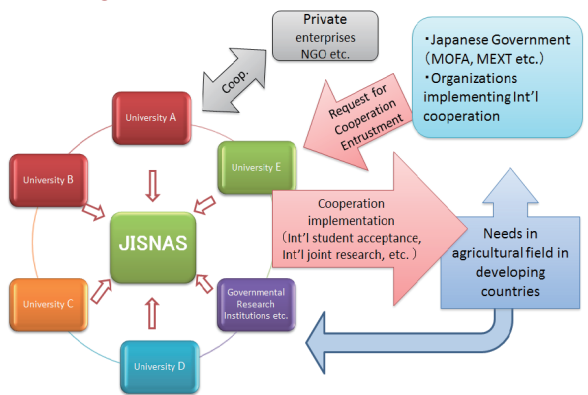 Private
enterprises
NGO etc.
・Japanese Government
(MOFA, MEXT etc.)
・Organizations
implementing Int'l
cooperation
Coop.
Request for
Cooperation
Entrustment
University A
University B
University E
JISNAS
Cooperation
implementation
（Int'l student acceptance,
Int'l joint research, etc. ）
Needs in
agricultural field in
developing
countries
University C
Governmental
Research
Institutions etc.
University D